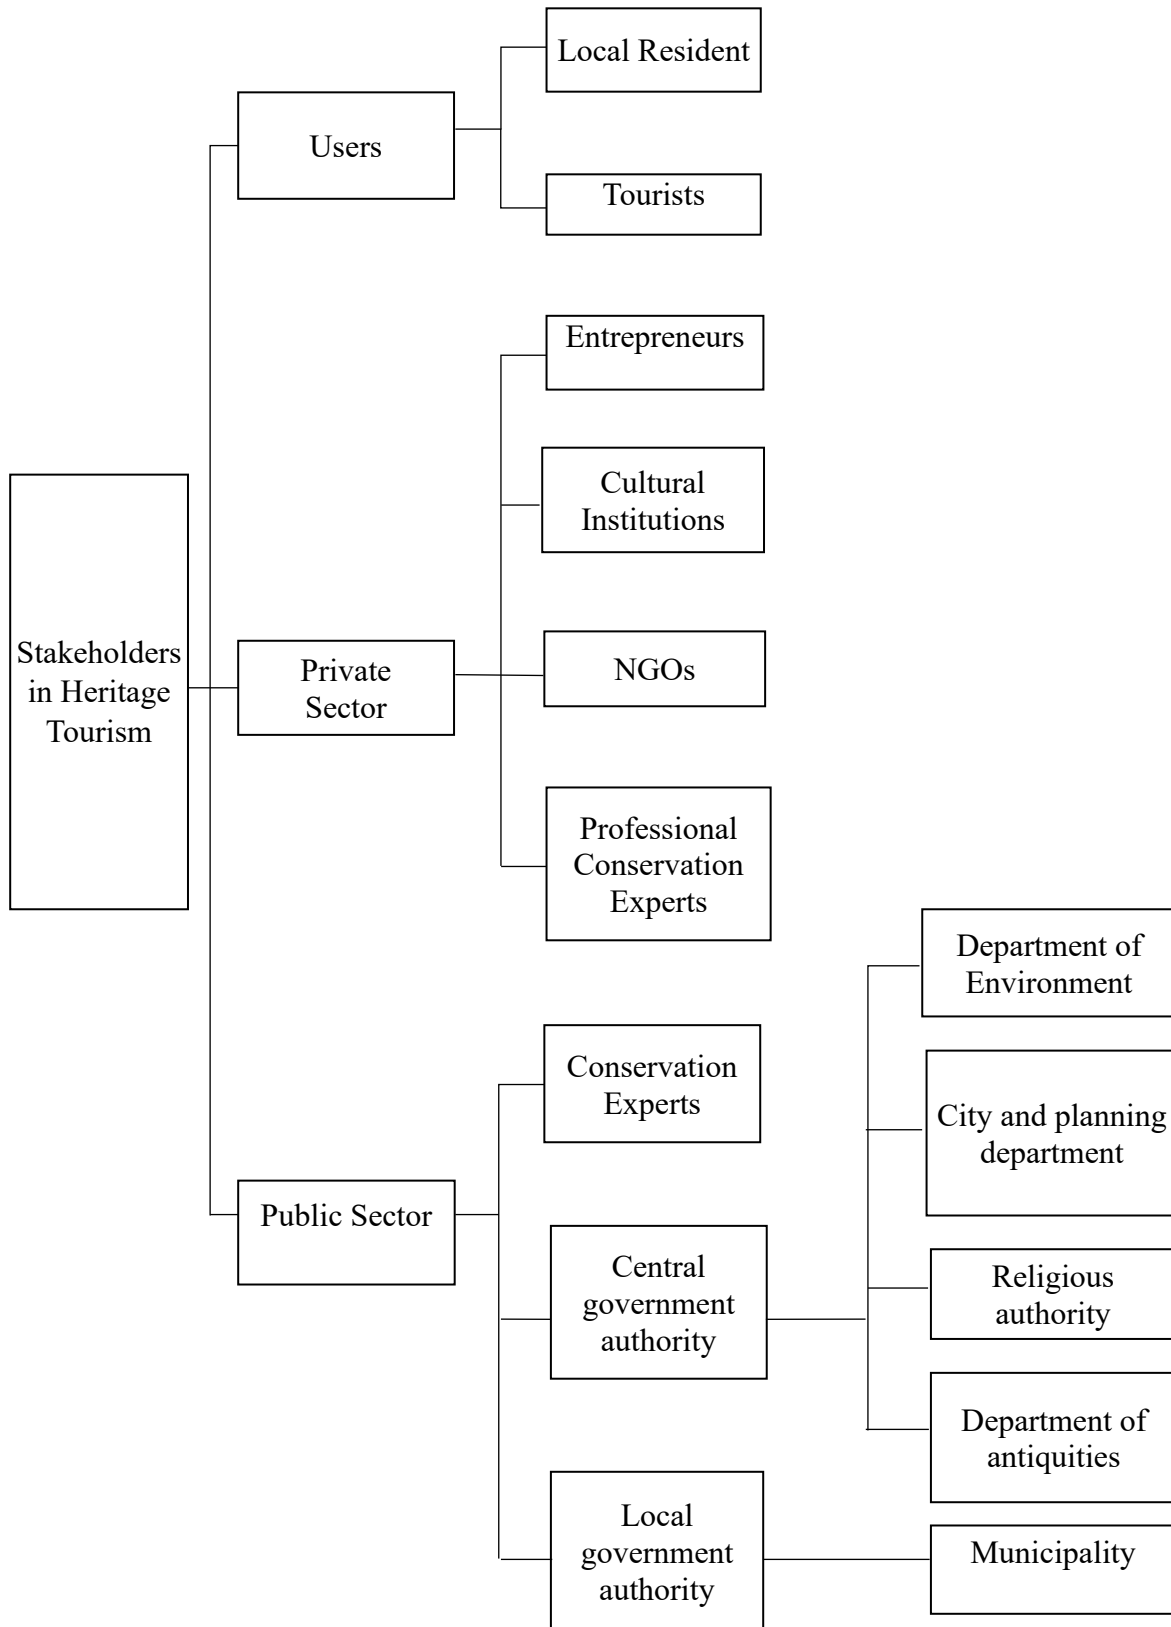 Local Resident
Users
Tourists
Entrepreneurs
Cultural
Institutions
Stakeholders
in Heritage
Tourism
Private
Sector
NGOs
Professional
Conservation
Experts
Department of
Environment
Conservation
Experts
City and planning
department
Public Sector
Central
government
authority
Religious
authority
Department of
antiquities
Local
government
authority
Municipality